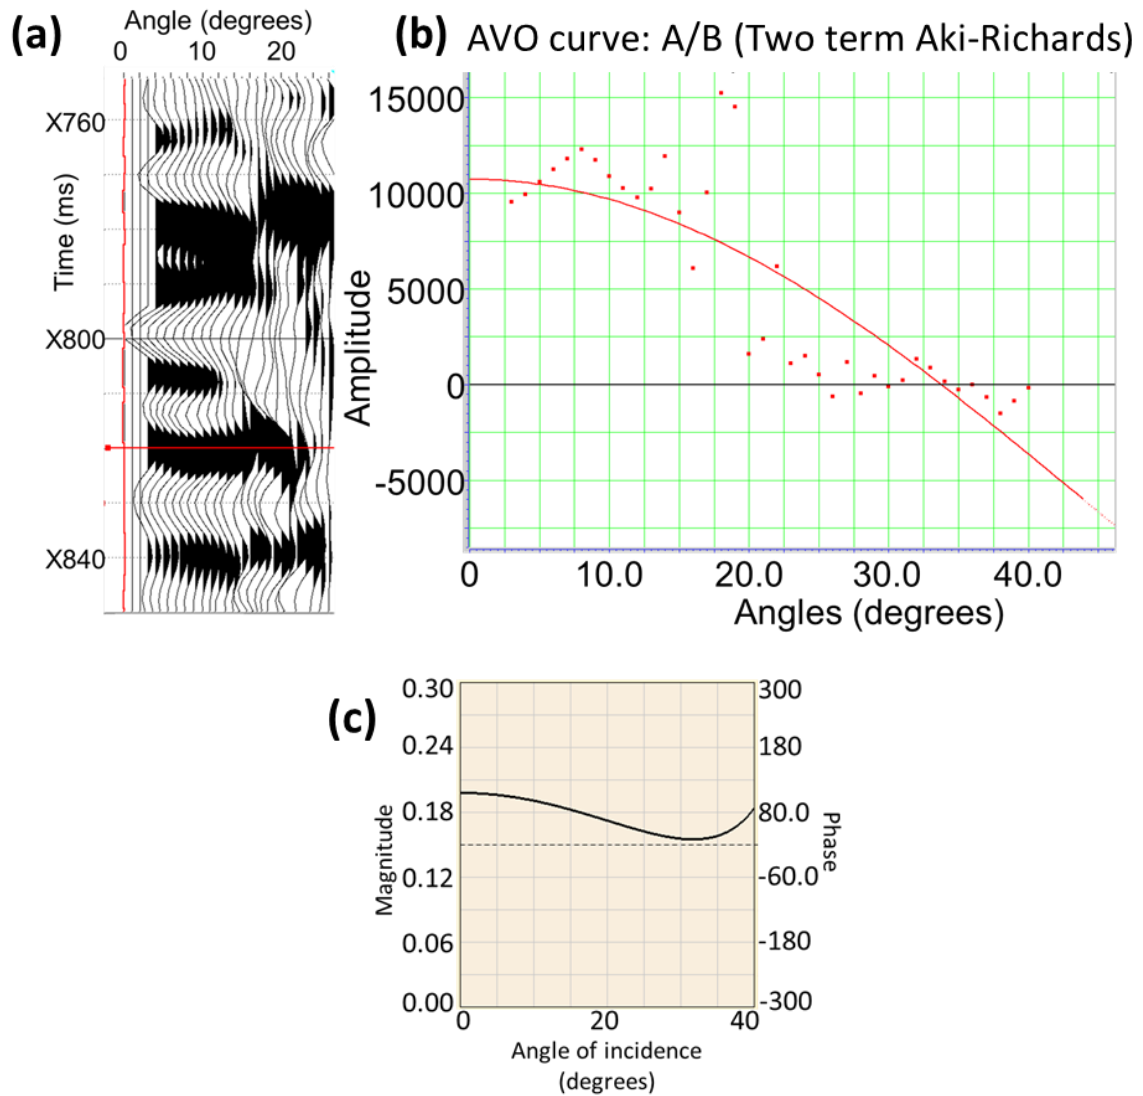 (a)
Angle (degrees)
0 10 20
Time (ms)
X760
X800
X840
(b) AVO curve: A/B (Two term Aki-Richards)
Amplitude
15000
10000
5000
0
-5000
0 10.0 20.0 30.0 40.0
Angles (degrees)
(c)
Magnitude
0.30
0.24
0.18
0.12
0.06
0.00
300
180
80.0
-60.0
-180
-300
Phase
0 20 40
Angle of incidence
(degrees)